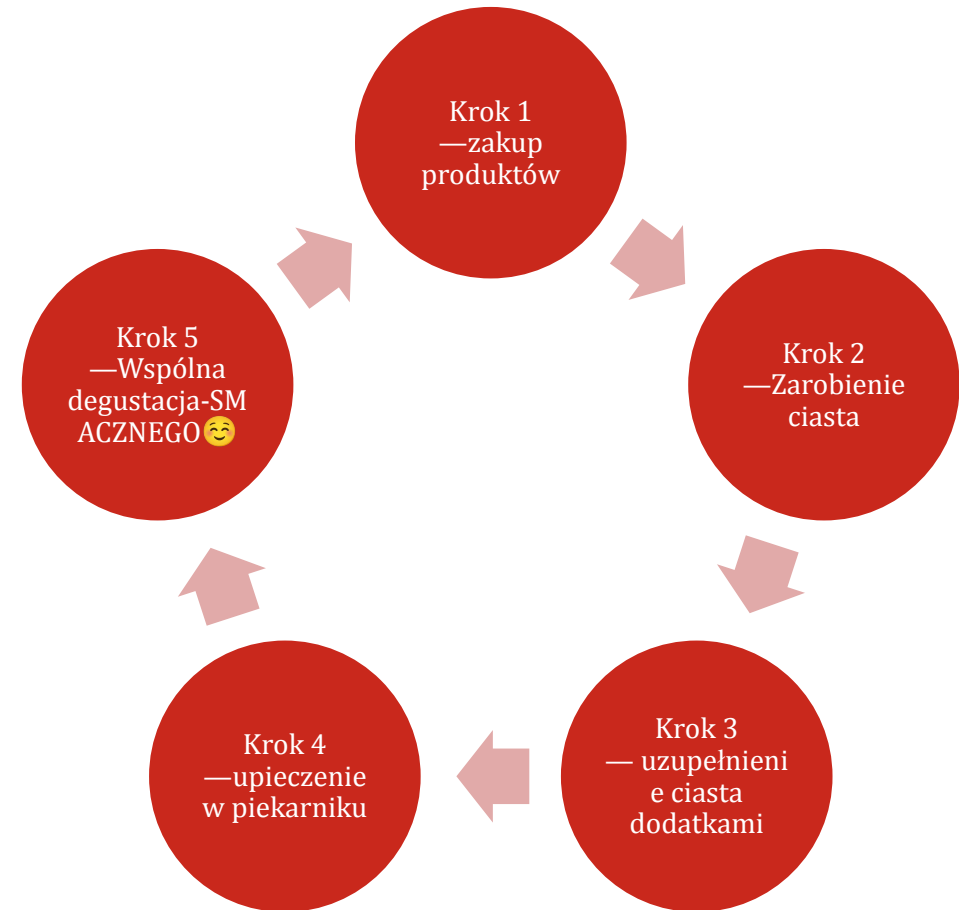 Krok 1
—zakup
produktów
Krok 2
—Zarobienie
ciasta
Krok 3
— uzupełnieni
e ciasta
dodatkami
Krok 4
—upieczenie
w piekarniku
Krok 5
—Wspólna
degustacja-SM
ACZNEGO☺️